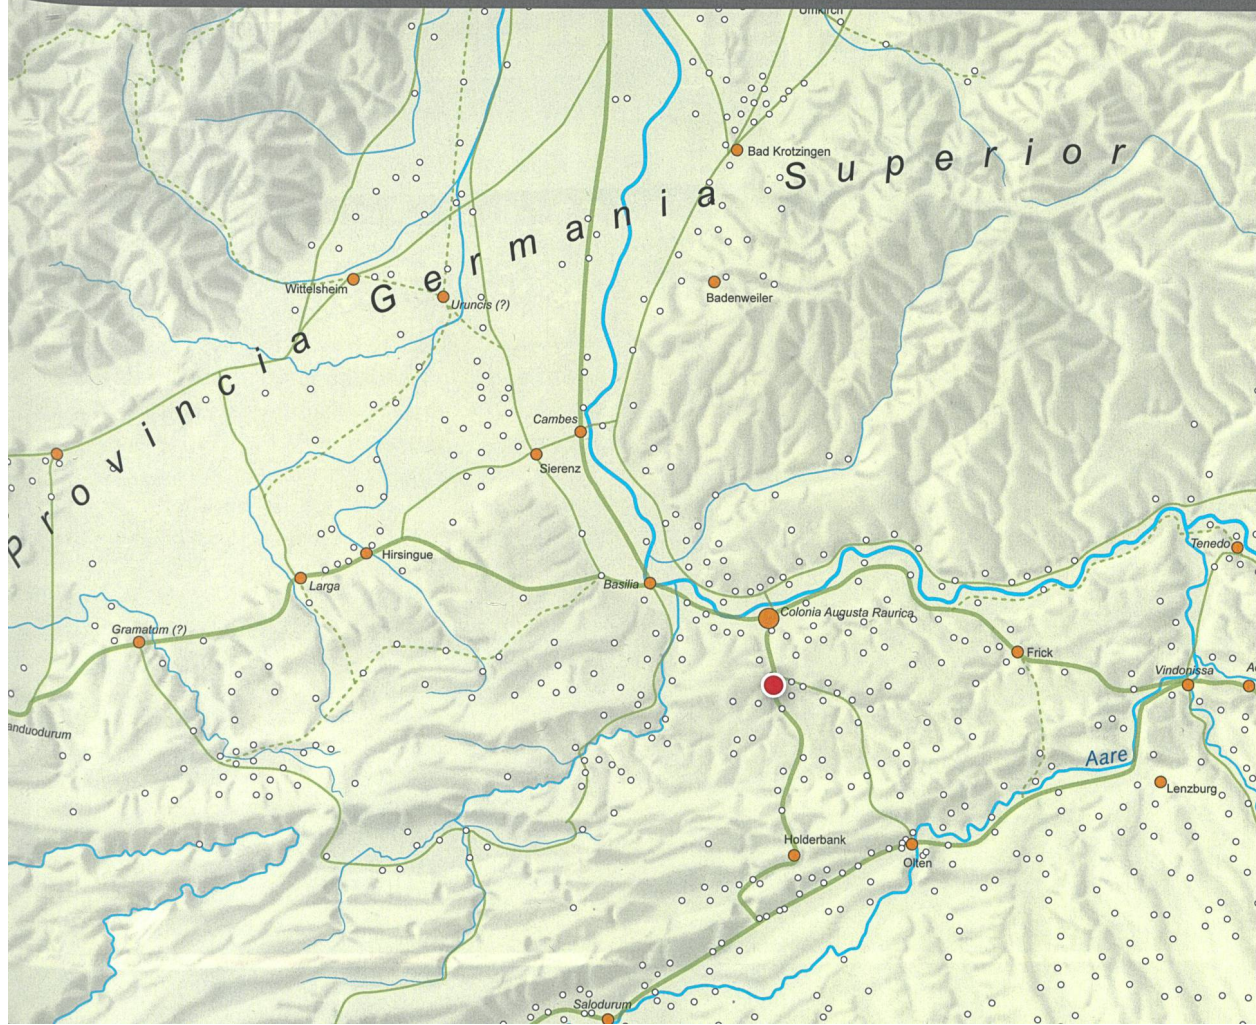 Umkirch
Bad Krotzingen
Provincia Germania Superior
Wittelsheim
Uruncis (?)
Badenweiler
Cambes
Sierenz
Hirsingue
Tenedo
Larga
Basilia
Colonia Augusta Raurica
Gramatum (?)
Frick
Vindonissa
anduodurum
Aare
Lenzburg
Holderbank
Olten
Salodurum